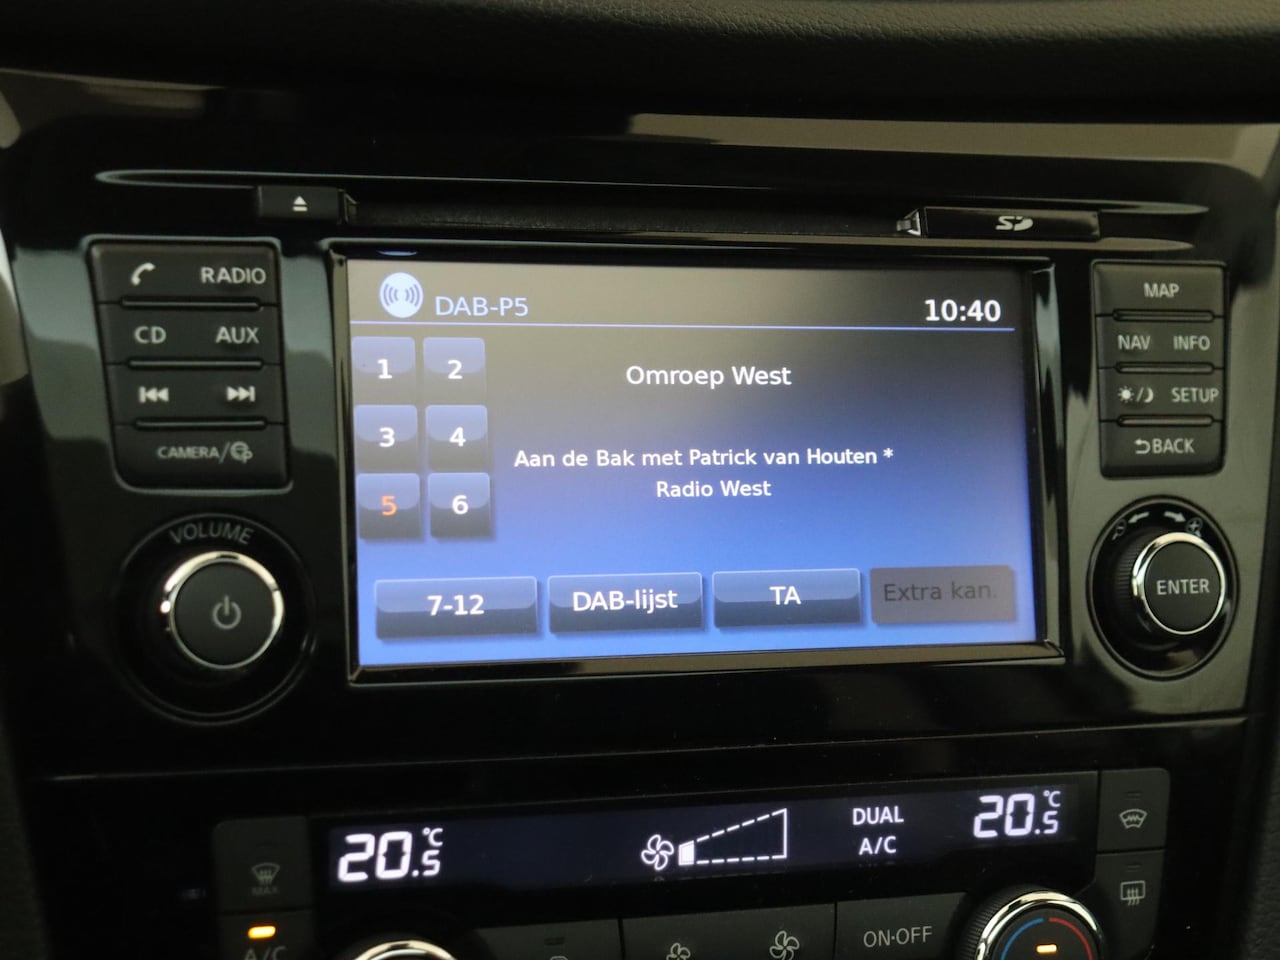 SD
RADIO
CD AUX
CAMERA/
VOLUME
DAB-P5 10:40
1 2
Omroep West
3 4
Aan de Bak met Patrick van Houten *
Radio West
5 6
7-12 DAB-lijst TA Extra kan.
MAP
NAV INFO
/ SETUP
BACK
ENTER
20.5 °C
DUAL
A/C
20.5 °C
MAX
A/C
ON·OFF